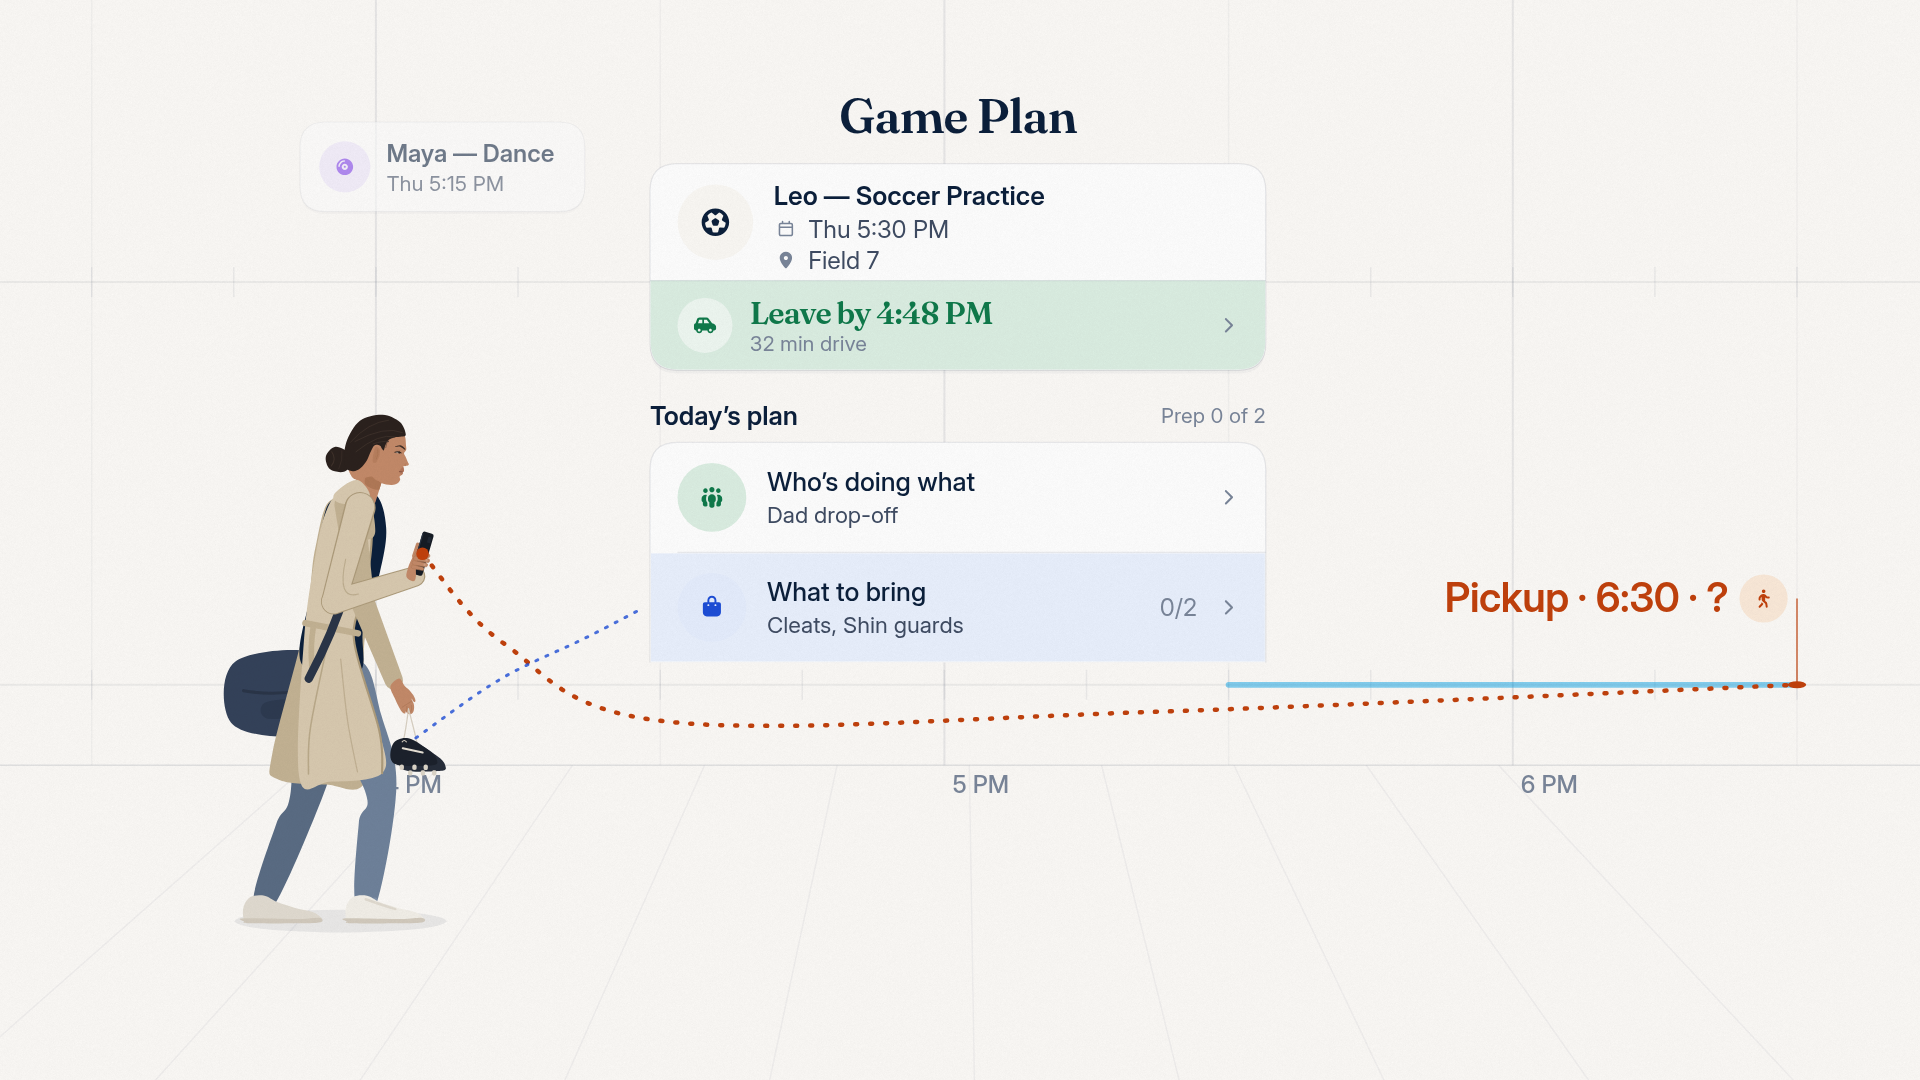 Game Plan
Maya — Dance
Thu 5:15 PM
Leo — Soccer Practice
Thu 5:30 PM
Field 7
Leave by 4:48 PM
32 min drive
Today’s plan
Prep 0 of 2
Who’s doing what
Dad drop-off
What to bring
Cleats, Shin guards
0/2
Pickup · 6:30 · ?
PM
5 PM
6 PM